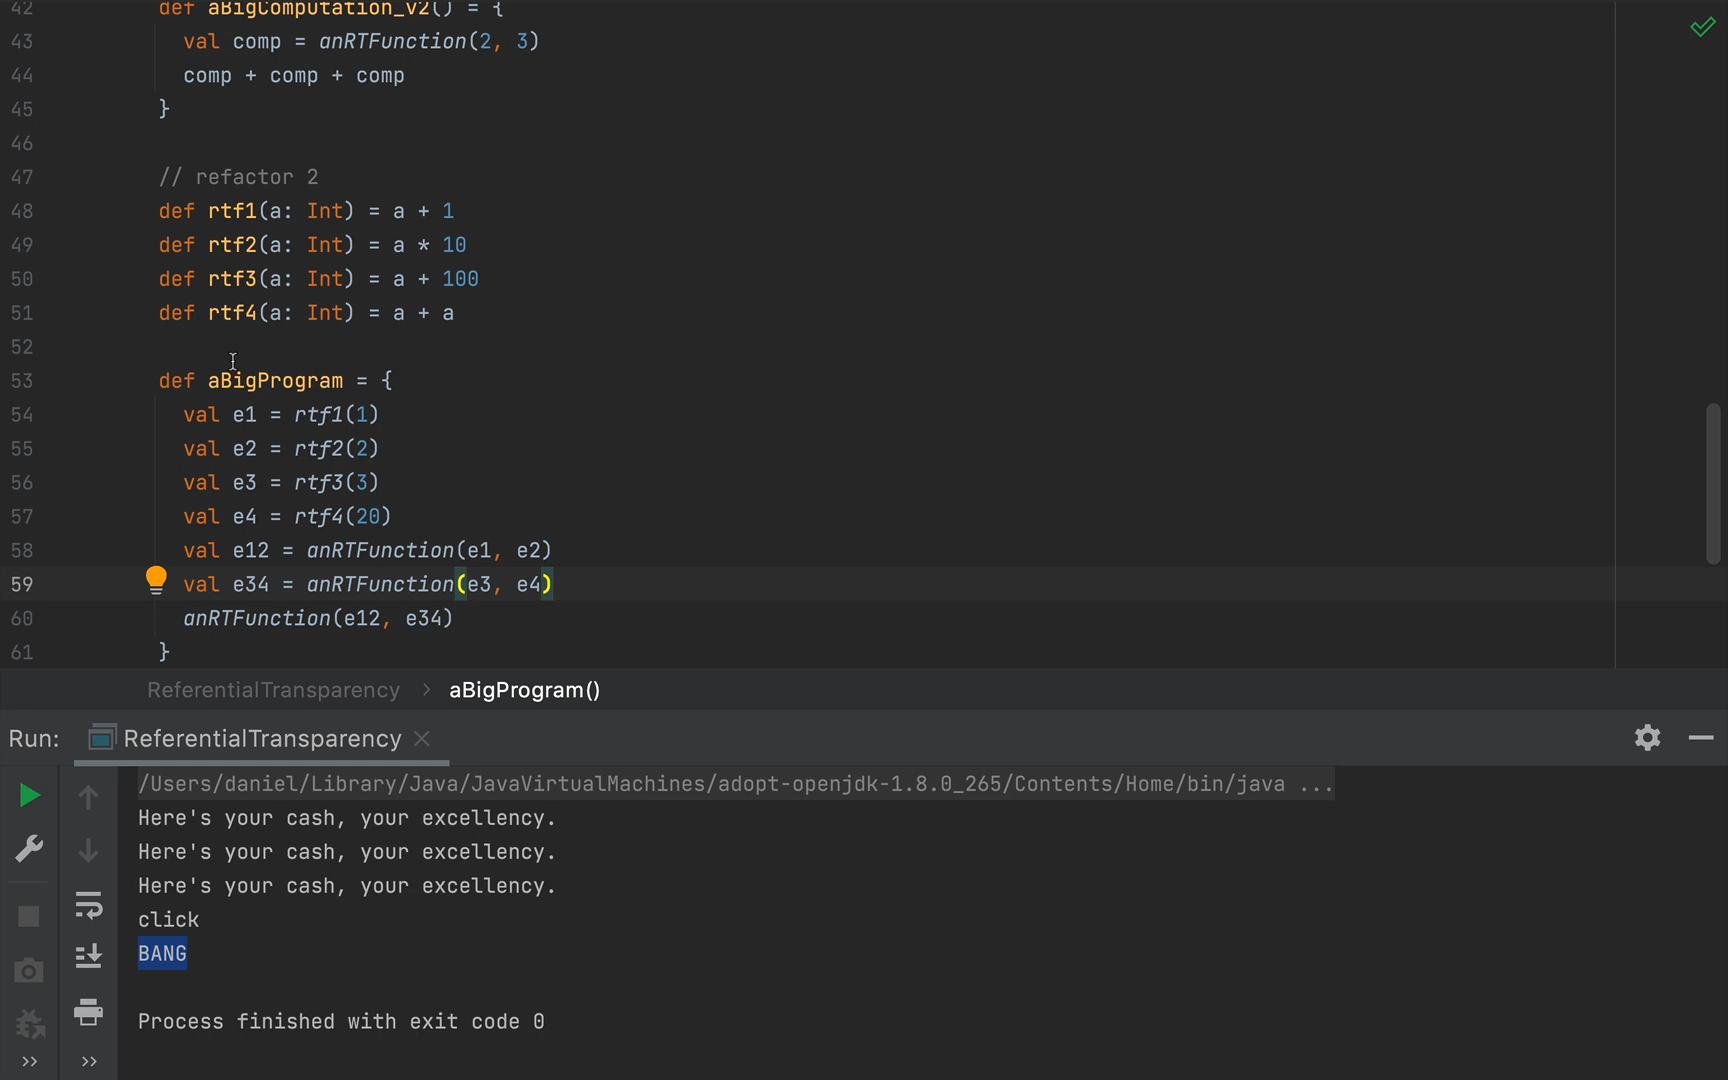 42 def aBigComputation_v2() = {
43 val comp = anRTFunction(2, 3)
44 comp + comp + comp
45 }
46
47 // refactor 2
48 def rtf1(a: Int) = a + 1
49 def rtf2(a: Int) = a * 10
50 def rtf3(a: Int) = a + 100
51 def rtf4(a: Int) = a + a
52
53 def aBigProgram = {
54 val e1 = rtf1(1)
55 val e2 = rtf2(2)
56 val e3 = rtf3(3)
57 val e4 = rtf4(20)
58 val e12 = anRTFunction(e1, e2)
59 val e34 = anRTFunction(e3, e4)
60 anRTFunction(e12, e34)
61 }
ReferentialTransparency > aBigProgram()
Run: ReferentialTransparency
/Users/daniel/Library/Java/JavaVirtualMachines/adopt-openjdk-1.8.0_265/Contents/Home/bin/java ...
Here's your cash, your excellency.
Here's your cash, your excellency.
Here's your cash, your excellency.
click
BANG
Process finished with exit code 0